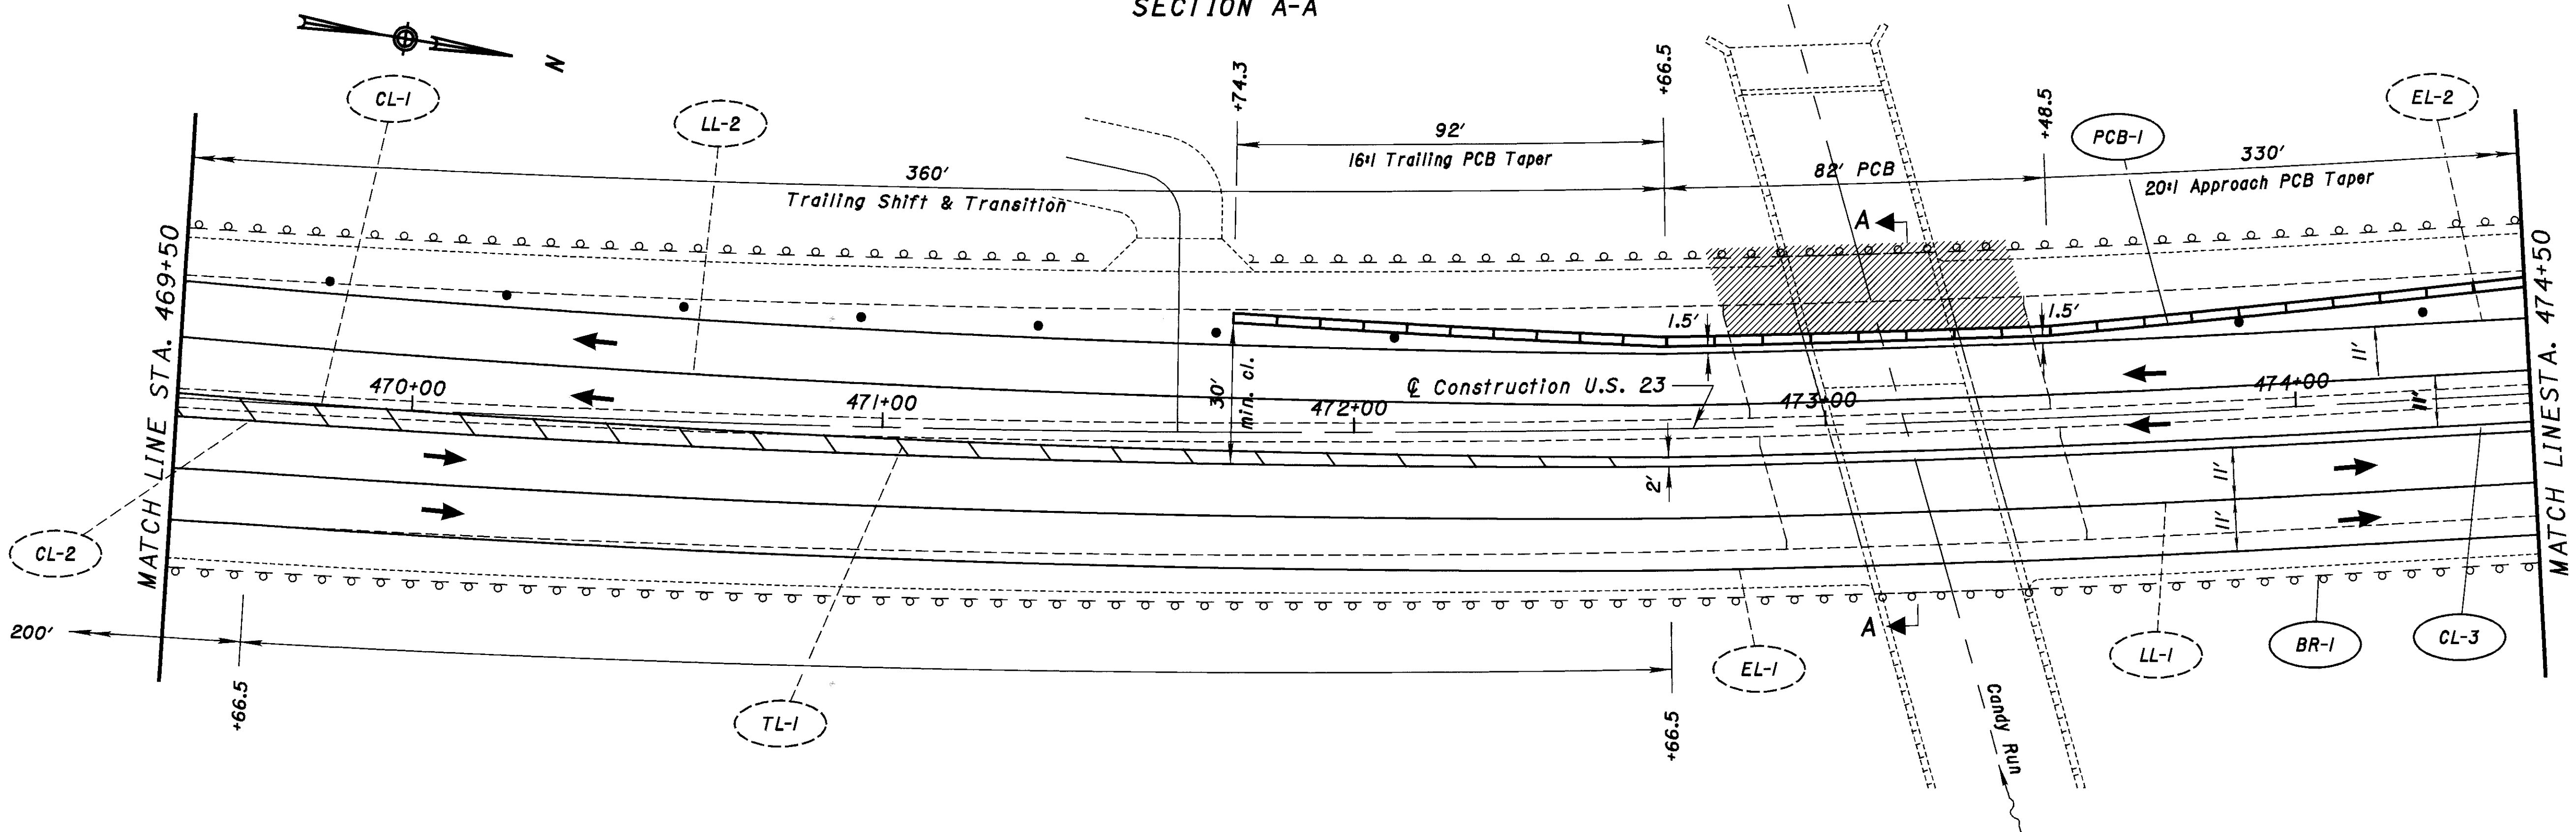 SECTION A-A
N
CL-1
LL-2
+74.3
+66.5
+48.5
PCB-1
EL-2
92'
16:1 Trailing PCB Taper
360'
Trailing Shift & Transition
82' PCB
330'
20:1 Approach PCB Taper
A
MATCH LINE STA. 469+50
MATCH LINESTA. 474+50
1.5'
1.5'
11'
30'
min. cl.
℄ Construction U.S. 23
470+00
471+00
472+00
473+00
474+00
11'
2'
11'
11'
CL-2
200'
+66.5
TL-1
+66.5
EL-1
A
Candy Run
LL-1
BR-1
CL-3